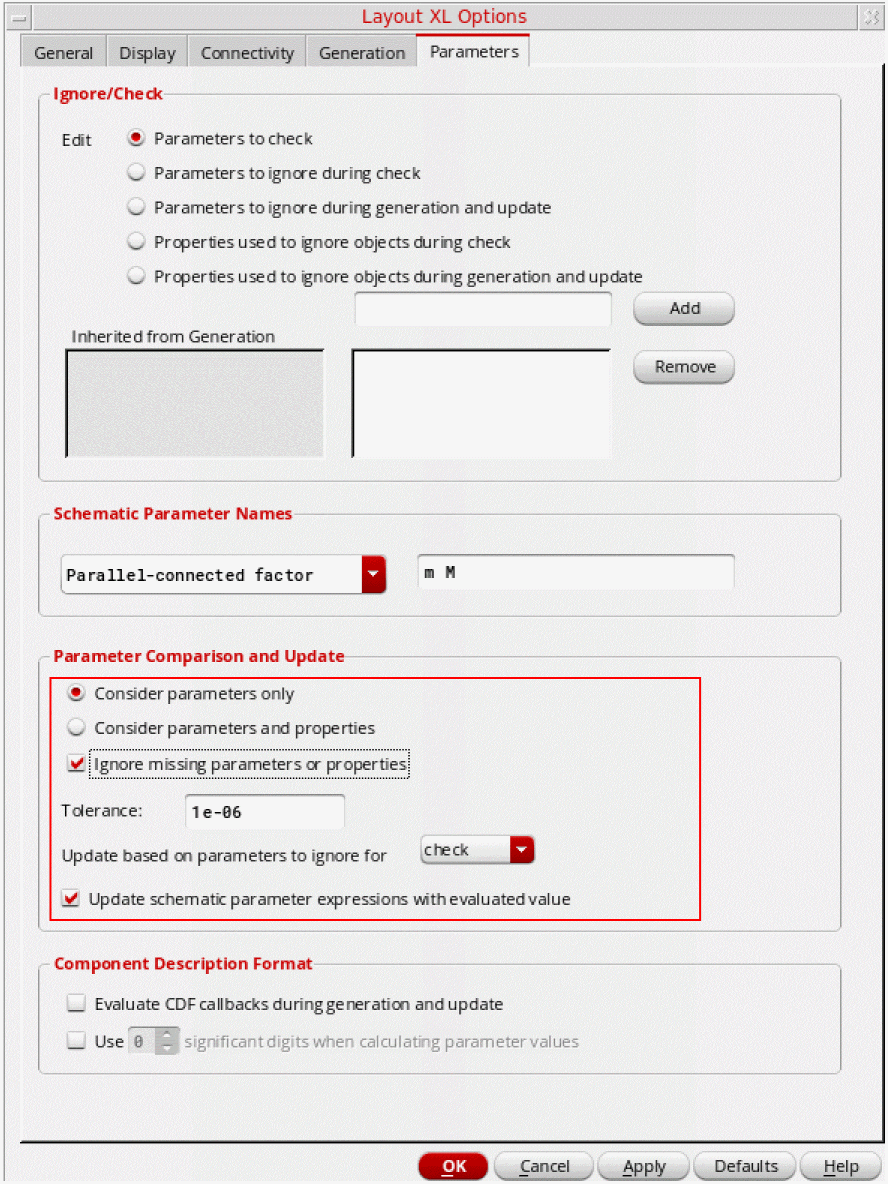 Layout XL Options
General Display Connectivity Generation Parameters
Ignore/Check
Edit Parameters to check
Parameters to ignore during check
Parameters to ignore during generation and update
Properties used to ignore objects during check
Properties used to ignore objects during generation and update
Add
Inherited from Generation
Remove
Schematic Parameter Names
Parallel-connected factor m M
Parameter Comparison and Update
Consider parameters only
Consider parameters and properties
Ignore missing parameters or properties
Tolerance: 1e-06
Update based on parameters to ignore for check
Update schematic parameter expressions with evaluated value
Component Description Format
Evaluate CDF callbacks during generation and update
Use 0 significant digits when calculating parameter values
OK Cancel Apply Defaults Help